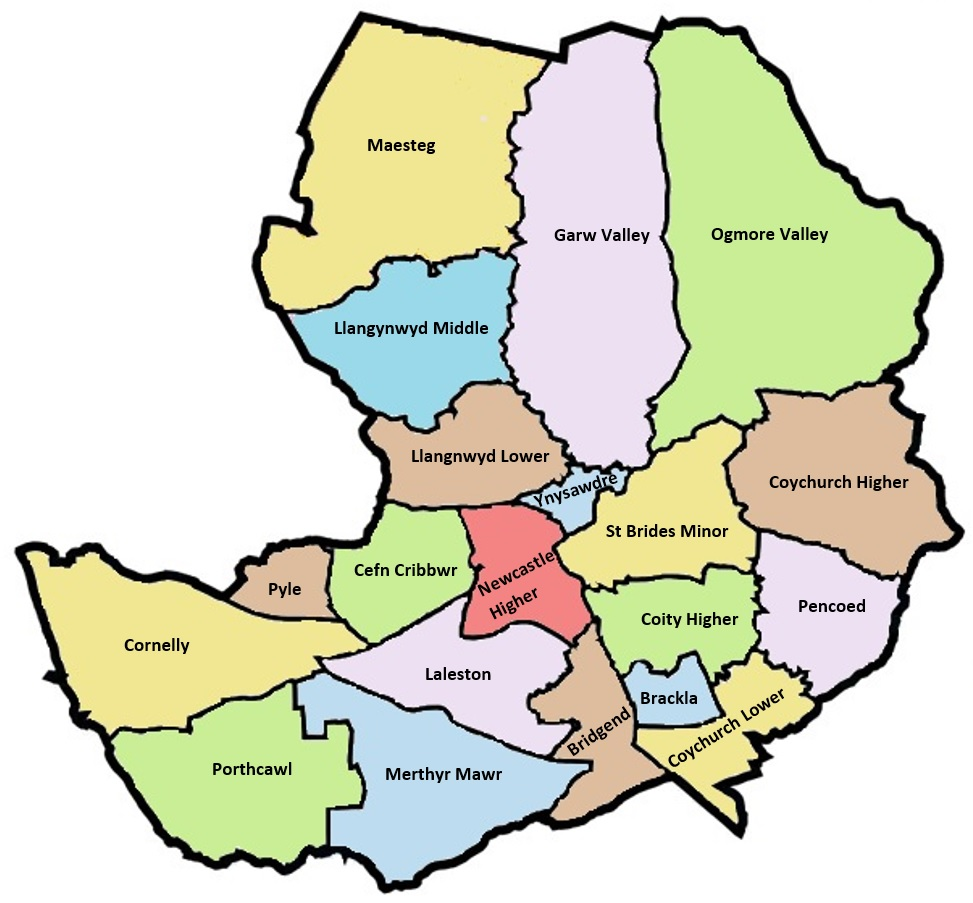 Maesteg
Garw Valley
Ogmore Valley
Llangynwyd Middle
Llangnwyd Lower
Coychurch Higher
Ynysawdre
St Brides Minor
Cefn Cribbwr
Newcastle
Higher
Pyle
Pencoed
Coity Higher
Cornelly
Laleston
Brackla
Bridgend
Coychurch Lower
Porthcawl
Merthyr Mawr